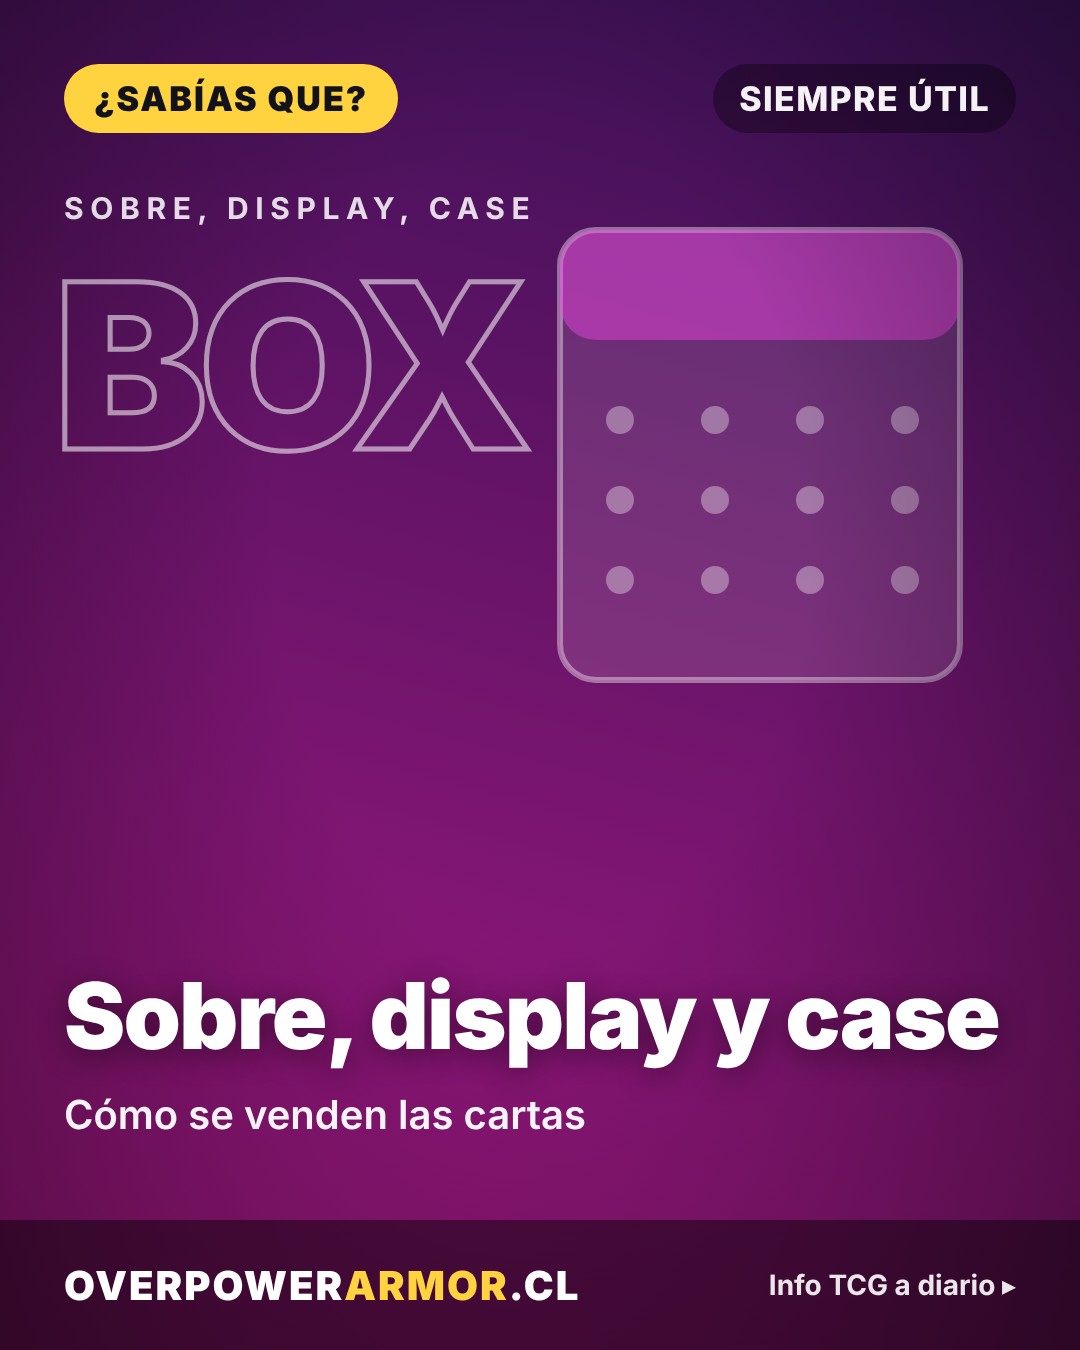 ¿SABÍAS QUE?
SIEMPRE ÚTIL
SOBRE, DISPLAY, CASE
BOX
Sobre, display y case
Cómo se venden las cartas
OVERPOWERARMOR.CL
Info TCG a diario ▸